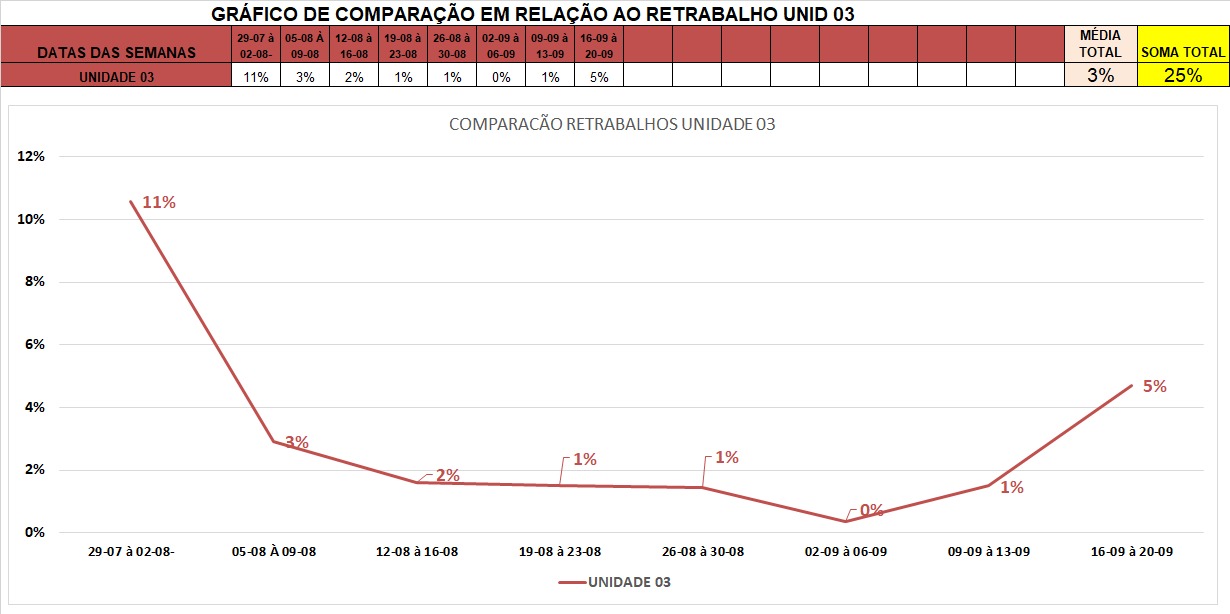 GRÁFICO DE COMPARAÇÃO EM RELAÇÃO AO RETRABALHO UNID 03
DATAS DAS SEMANAS 29-07 à 02-08- 05-08 À 09-08 12-08 à 16-08 19-08 à 23-08 26-08 à 30-08 02-09 à 06-09 09-09 à 13-09 16-09 à 20-09 MÉDIA TOTAL SOMA TOTAL
UNIDADE 03 11% 3% 2% 1% 1% 0% 1% 5% 3% 25%
COMPARACÃO RETRABALHOS UNIDADE 03
12%
10%
8%
6%
4%
2%
0%
11%
3%
2%
1%
1%
0%
1%
5%
29-07 à 02-08- 05-08 À 09-08 12-08 à 16-08 19-08 à 23-08 26-08 à 30-08 02-09 à 06-09 09-09 à 13-09 16-09 à 20-09
UNIDADE 03